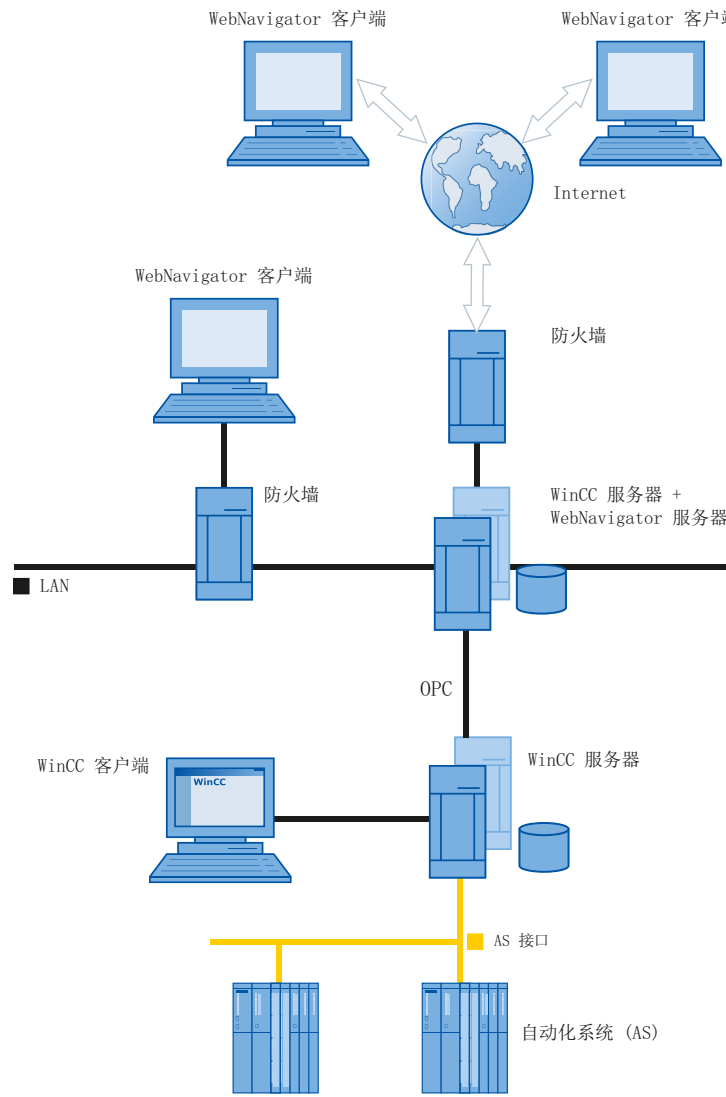 WebNavigator 客户端
WebNavigator 客户端
Internet
WebNavigator 客户端
防火墙
防火墙
WinCC 服务器 +
WebNavigator 服务器
LAN
OPC
WinCC 客户端
WinCC
WinCC 服务器
AS 接口
自动化系统 (AS)